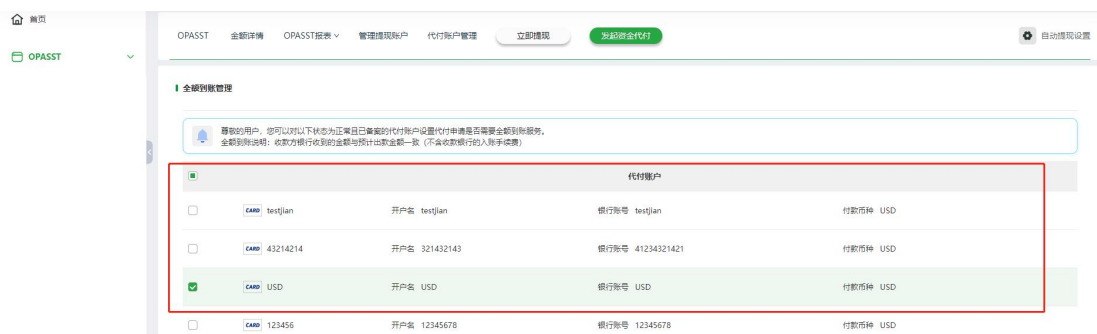 首页
OPASST
OPASST 金额详情 OPASST报表 管理提现账户 代付账户管理 立即提现 发起资金代付 自动提现设置
全额到账管理
尊敬的用户，您可以对以下状态为正常且已备案的代付账户设置代付申请是否需要全额到账服务。
全额到账说明：收款方银行收到的金额与预计出款金额一致（不含收款银行的入账手续费）
代付账户
CARD testjian 开户名 testjian 银行账号 testjian 付款币种 USD
CARD 43214214 开户名 321432143 银行账号 41234321421 付款币种 USD
CARD USD 开户名 USD 银行账号 USD 付款币种 USD
CARD 123456 开户名 12345678 银行账号 12345678 付款币种 USD